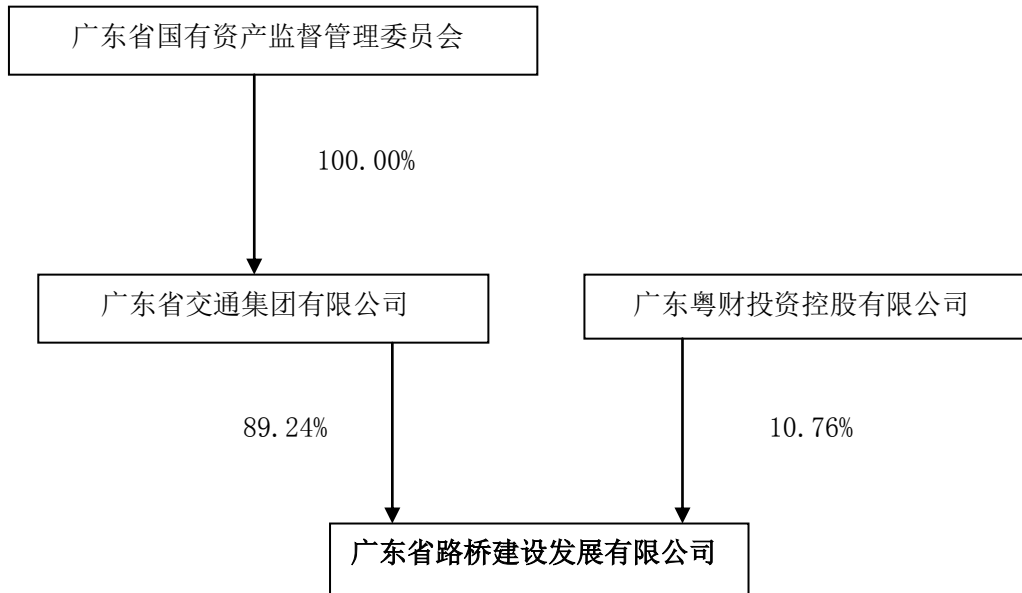 广东省国有资产监督管理委员会
100.00%
广东省交通集团有限公司
广东粤财投资控股有限公司
89.24%
10.76%
广东省路桥建设发展有限公司